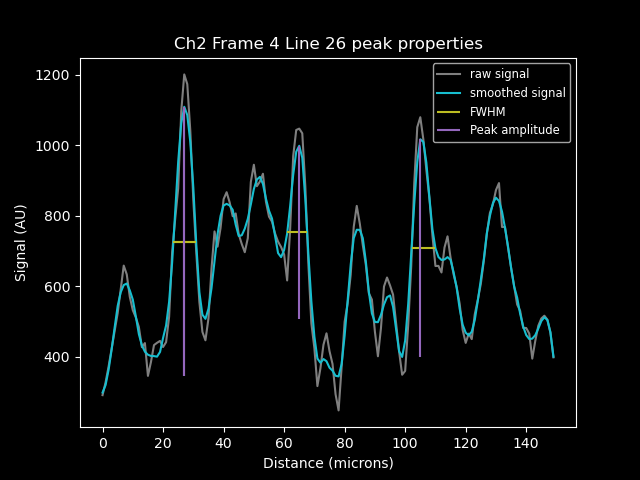 Ch2 Frame 4 Line 26 peak properties
raw signal
smoothed signal
FWHM
Peak amplitude
Signal (AU)
1200
1000
800
600
400
0 20 40 60 80 100 120 140
Distance (microns)